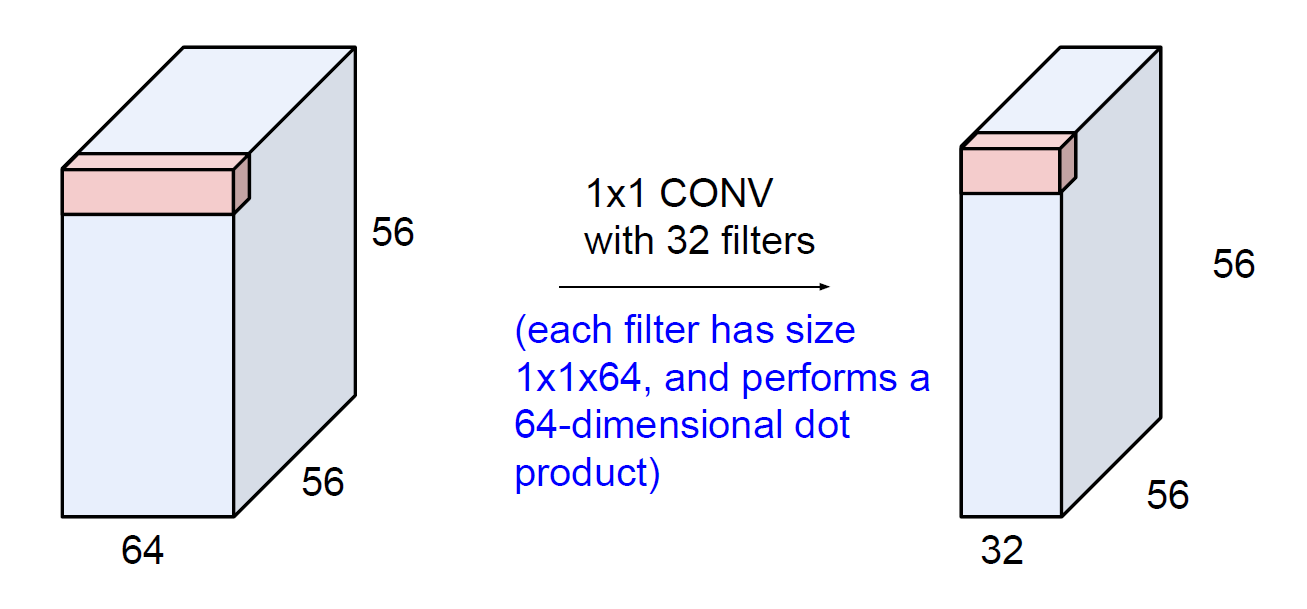 56
56
64
1x1 CONV
with 32 filters
(each filter has size
1x1x64, and performs a
64-dimensional dot
product)
56
56
32